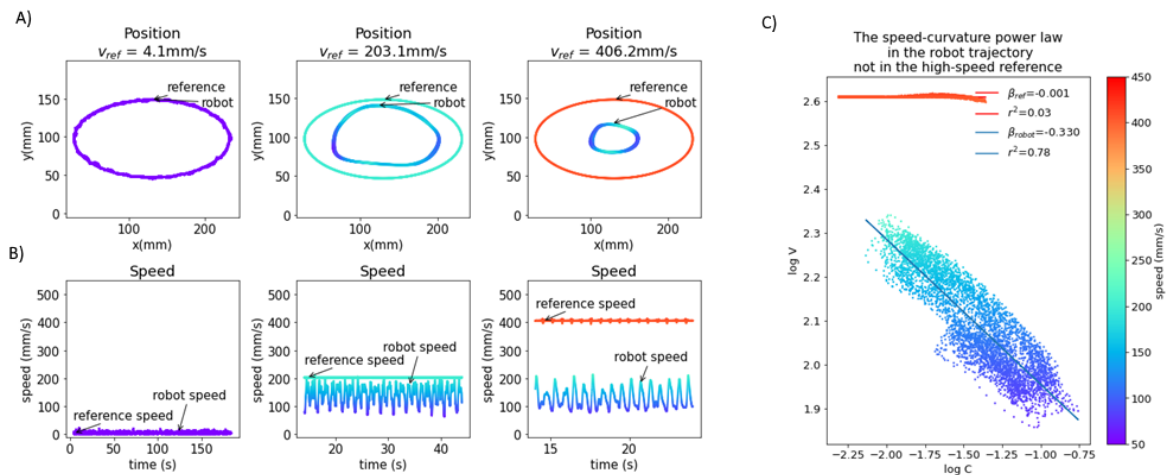 A)
Position
v_ref = 4.1mm/s
reference
robot
y(mm)
150
100
50
0
100
200
x(mm)
Position
v_ref = 203.1mm/s
reference
robot
y(mm)
150
100
50
0
100
200
x(mm)
Position
v_ref = 406.2mm/s
reference
robot
y(mm)
150
100
50
0
100
200
x(mm)
B)
Speed
speed (mm/s)
500
400
300
200
100
0
robot speed
reference speed
0
50
100
150
time (s)
Speed
speed (mm/s)
500
400
300
200
100
0
robot speed
reference speed
20
30
40
time (s)
Speed
speed (mm/s)
500
400
300
200
100
0
reference speed
robot speed
15
20
time (s)
C)
The speed-curvature power law
in the robot trajectory
not in the high-speed reference
β_ref=-0.001
r²=0.03
β_robot=-0.330
r²=0.78
log V
2.6
2.5
2.4
2.3
2.2
2.1
2.0
1.9
−2.25 −2.00 −1.75 −1.50 −1.25 −1.00 −0.75
log C
450
400
350
300
250
200
150
100
50
speed (mm/s)